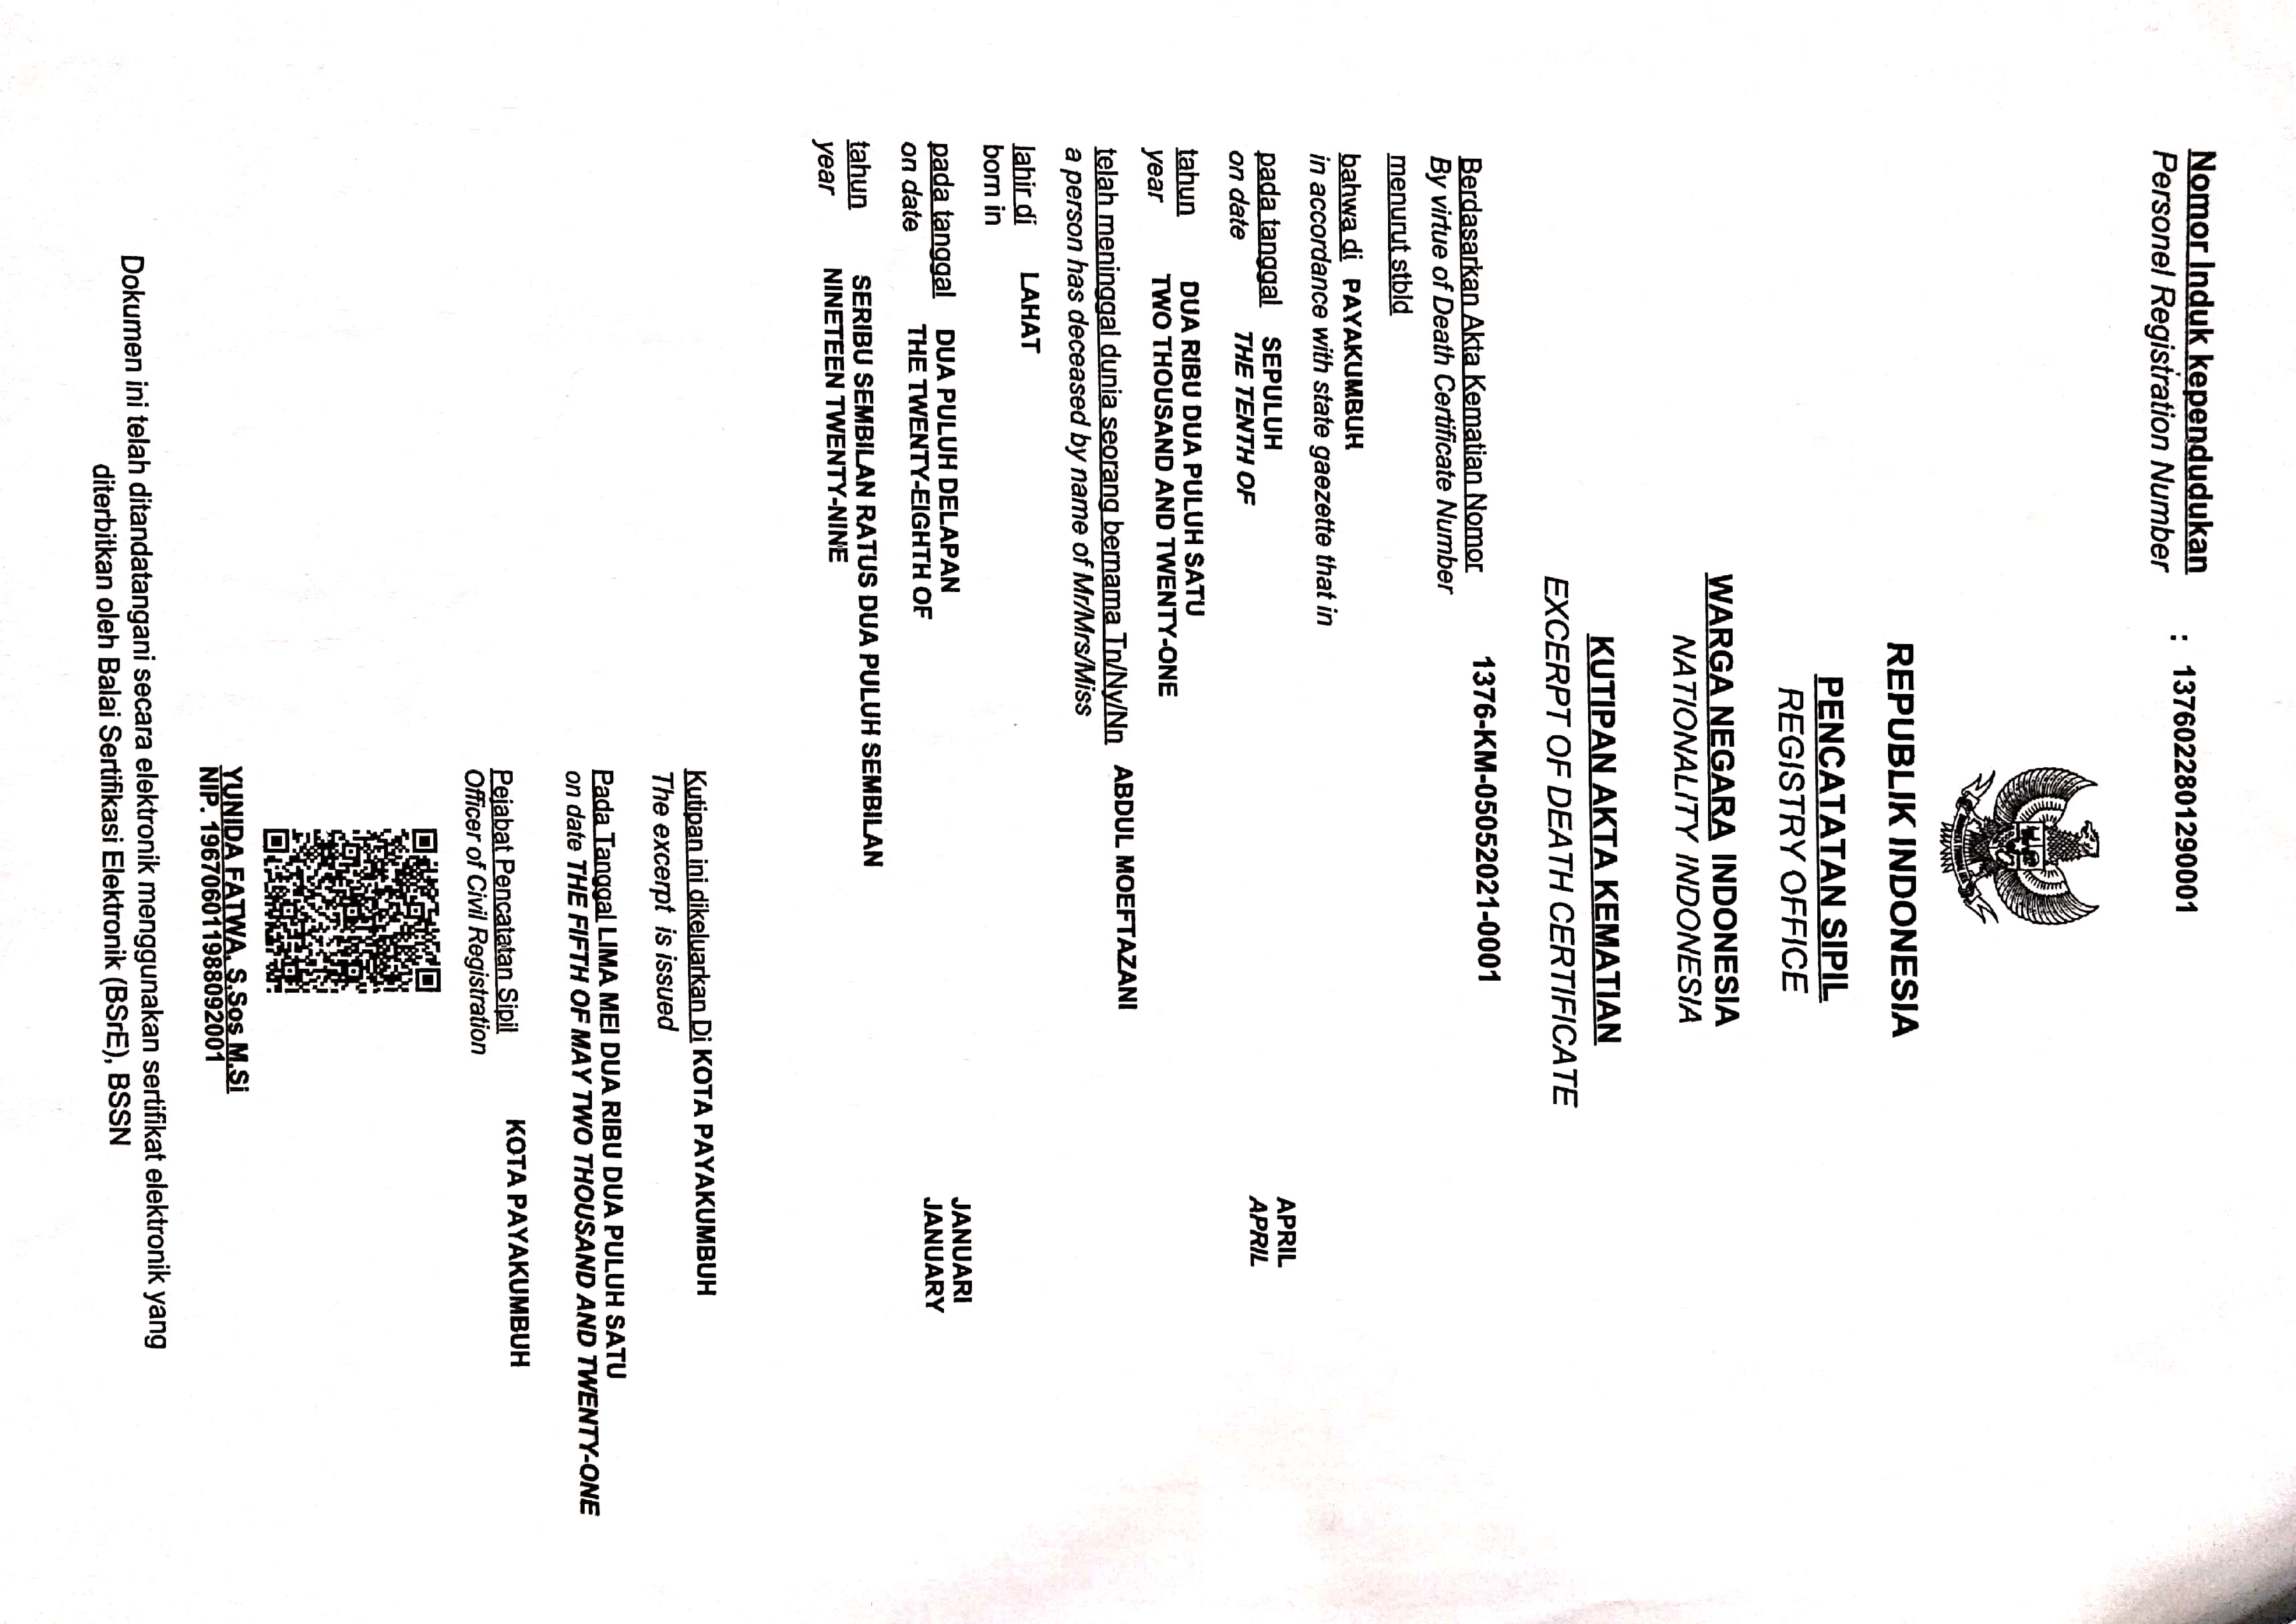 Nomor Induk kependudukan : 1376022801290001
Personel Registration Number
REPUBLIK INDONESIA
PENCATATAN SIPIL
REGISTRY OFFICE
WARGA NEGARA INDONESIA
NATIONALITY INDONESIA
KUTIPAN AKTA KEMATIAN
EXCERPT OF DEATH CERTIFICATE
Berdasarkan Akta Kematian Nomor 1376-KM-05052021-0001
By virtue of Death Certificate Number
menurut stbld
bahwa di PAYAKUMBUH
in accordance with state gaezette that in
pada tanggal SEPULUH APRIL
on date THE TENTH OF APRIL
tahun DUA RIBU DUA PULUH SATU
year TWO THOUSAND AND TWENTY-ONE
telah meninggal dunia seorang bernama Tn/Ny/Nn ABDUL MOEFTAZANI
a person has deceased by name of Mr/Mrs/Miss
lahir di LAHAT
born in
pada tanggal DUA PULUH DELAPAN JANUARI
on date THE TWENTY-EIGHTH OF JANUARY
tahun SERIBU SEMBILAN RATUS DUA PULUH SEMBILAN
year NINETEEN TWENTY-NINE
Kutipan ini dikeluarkan Di KOTA PAYAKUMBUH
The excerpt is issued
Pada Tanggal LIMA MEI DUA RIBU DUA PULUH SATU
on date THE FIFTH OF MAY TWO THOUSAND AND TWENTY-ONE
Pejabat Pencatatan Sipil KOTA PAYAKUMBUH
Officer of Civil Registration
YUNIDA FATWA, S.Sos M.Si
NIP. 196706011988092001
Dokumen ini telah ditandatangani secara elektronik menggunakan sertifikat elektronik yang
diterbitkan oleh Balai Sertifikasi Elektronik (BSrE), BSSN